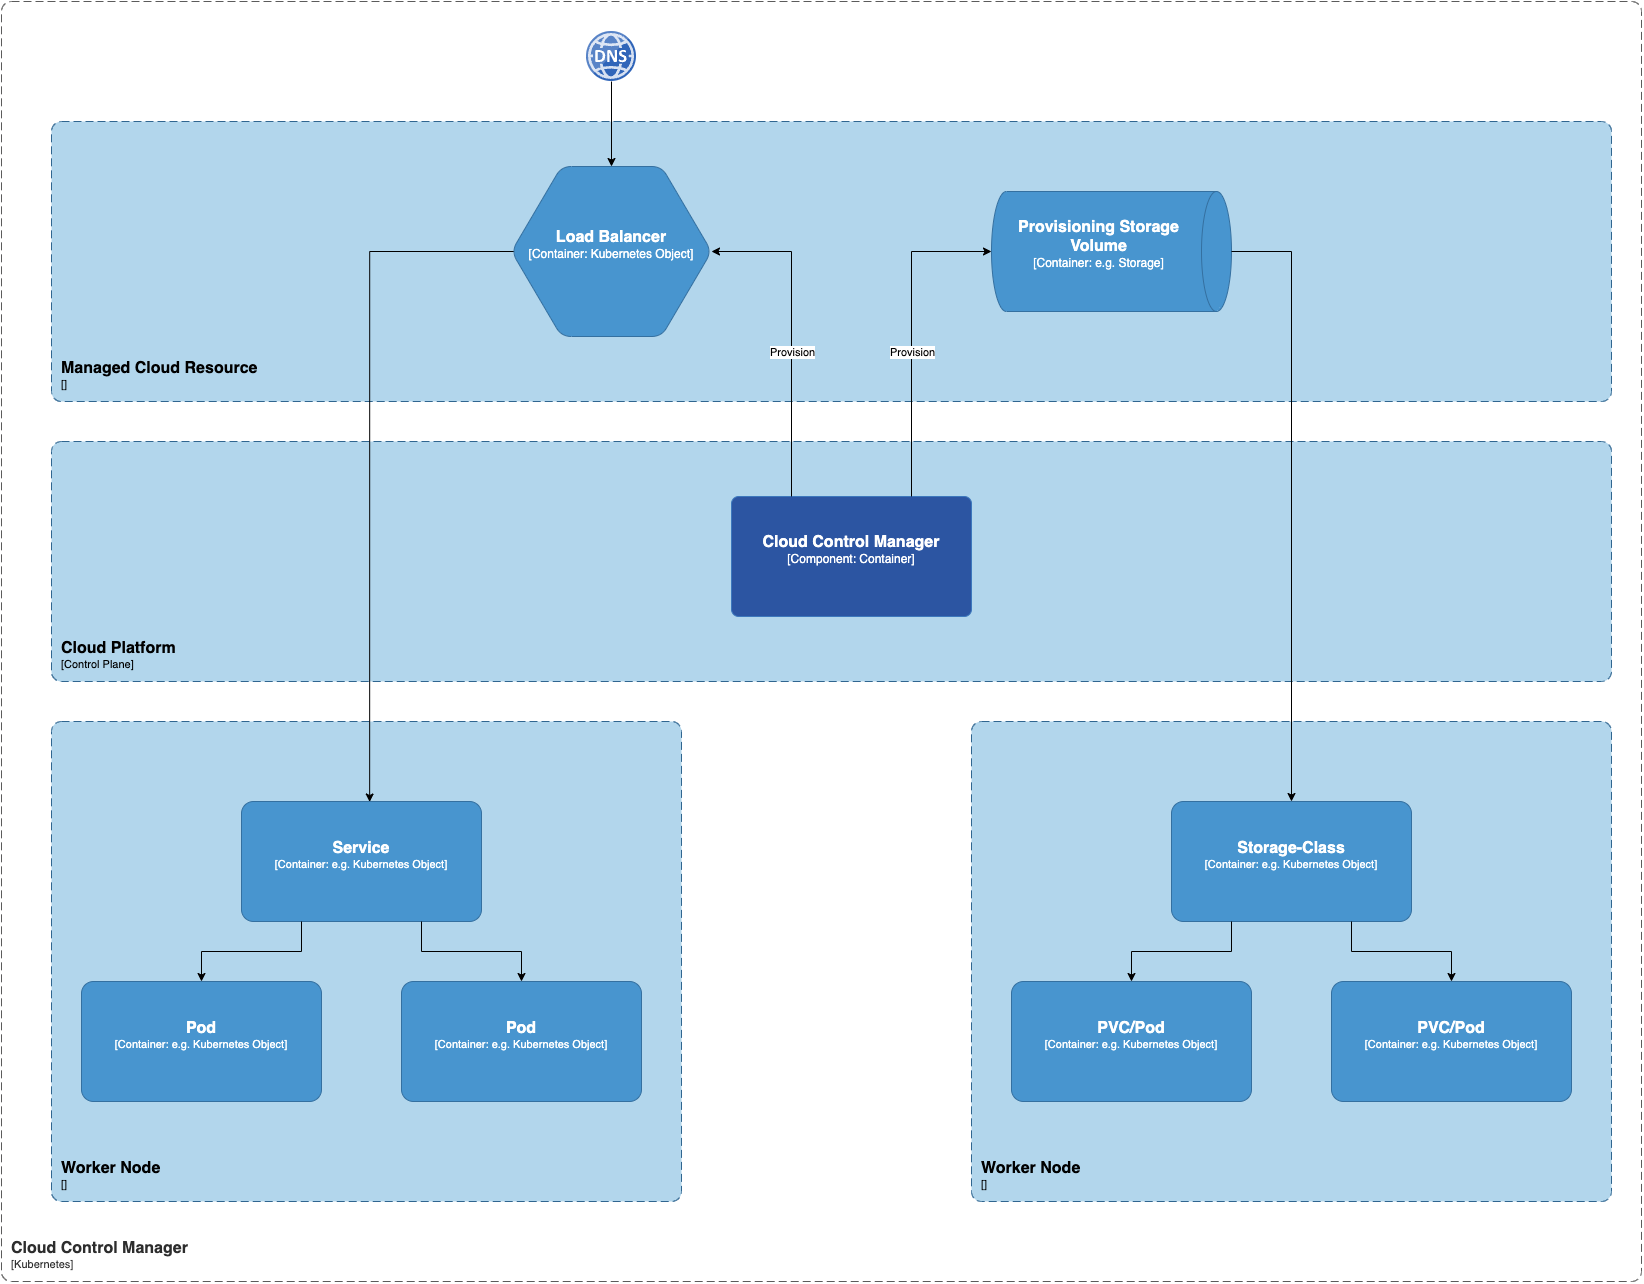 DNS
Load Balancer
[Container: Kubernetes Object]
Provisioning Storage
Volume
[Container: e.g. Storage]
Provision
Provision
Managed Cloud Resource
[]
Cloud Control Manager
[Component: Container]
Cloud Platform
[Control Plane]
Service
[Container: e.g. Kubernetes Object]
Storage-Class
[Container: e.g. Kubernetes Object]
Pod
[Container: e.g. Kubernetes Object]
Pod
[Container: e.g. Kubernetes Object]
PVC/Pod
[Container: e.g. Kubernetes Object]
PVC/Pod
[Container: e.g. Kubernetes Object]
Worker Node
[]
Worker Node
[]
Cloud Control Manager
[Kubernetes]